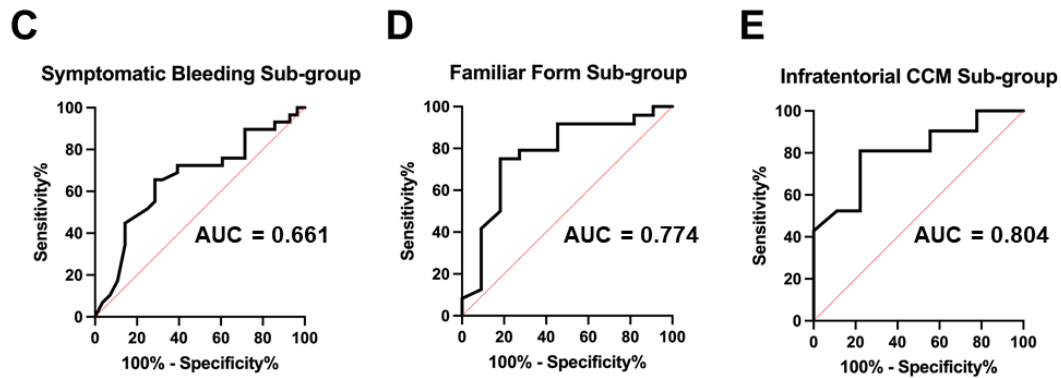 C
Symptomatic Bleeding Sub-group
Sensitivity%
100
80
60
40
20
0
AUC = 0.661
0 20 40 60 80 100
100% - Specificity%
D
Familiar Form Sub-group
Sensitivity%
100
80
60
40
20
0
AUC = 0.774
0 20 40 60 80 100
100% - Specificity%
E
Infratentorial CCM Sub-group
Sensitivity%
100
80
60
40
20
0
AUC = 0.804
0 20 40 60 80 100
100% - Specificity%